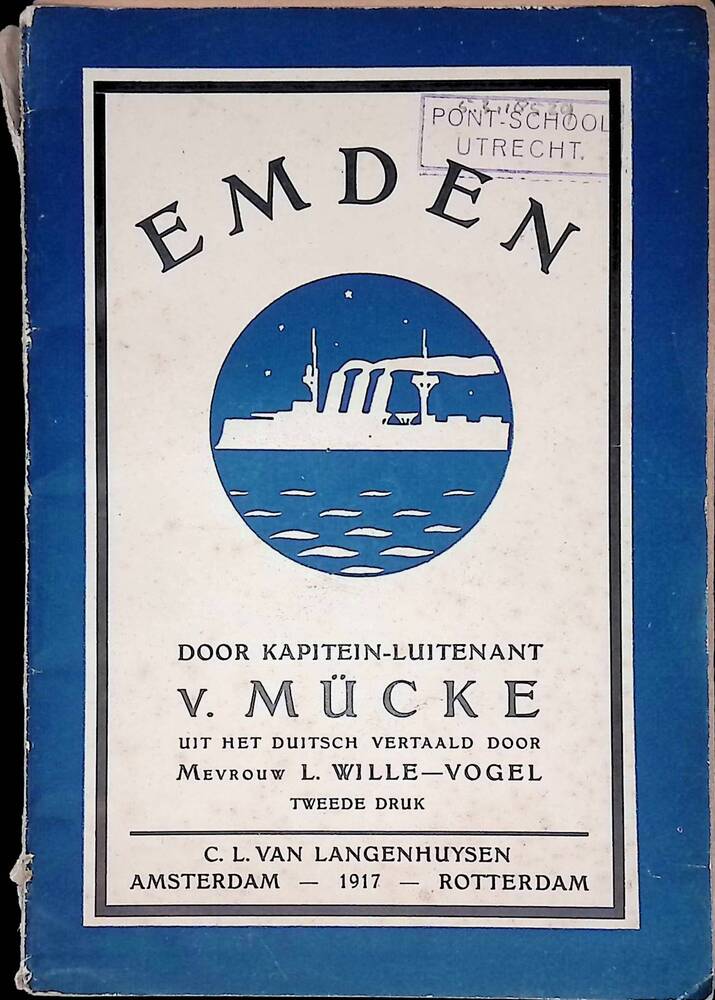 PONT-SCHOOL
UTRECHT.
EMDEN
DOOR KAPITEIN-LUITENANT
V. MÜCKE
UIT HET DUITSCH VERTAALD DOOR
MEVROUW L. WILLE—VOGEL
TWEEDE DRUK
C. L. VAN LANGENHUYSEN
AMSTERDAM — 1917 — ROTTERDAM